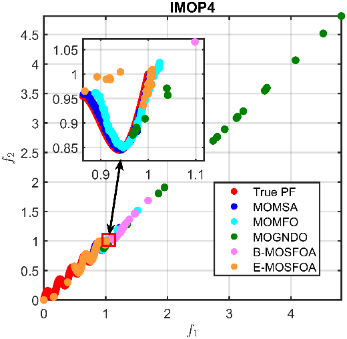 IMOP4
5
4.5
4
3.5
3
2.5
2
1.5
1
0.5
0
f2
1.05
1
0.95
0.9
0.85
0.9 1 1.1
True PF
MOMSA
MOMFO
MOGNDO
B-MOSFOA
E-MOSFOA
0 1 2 3 4
f1